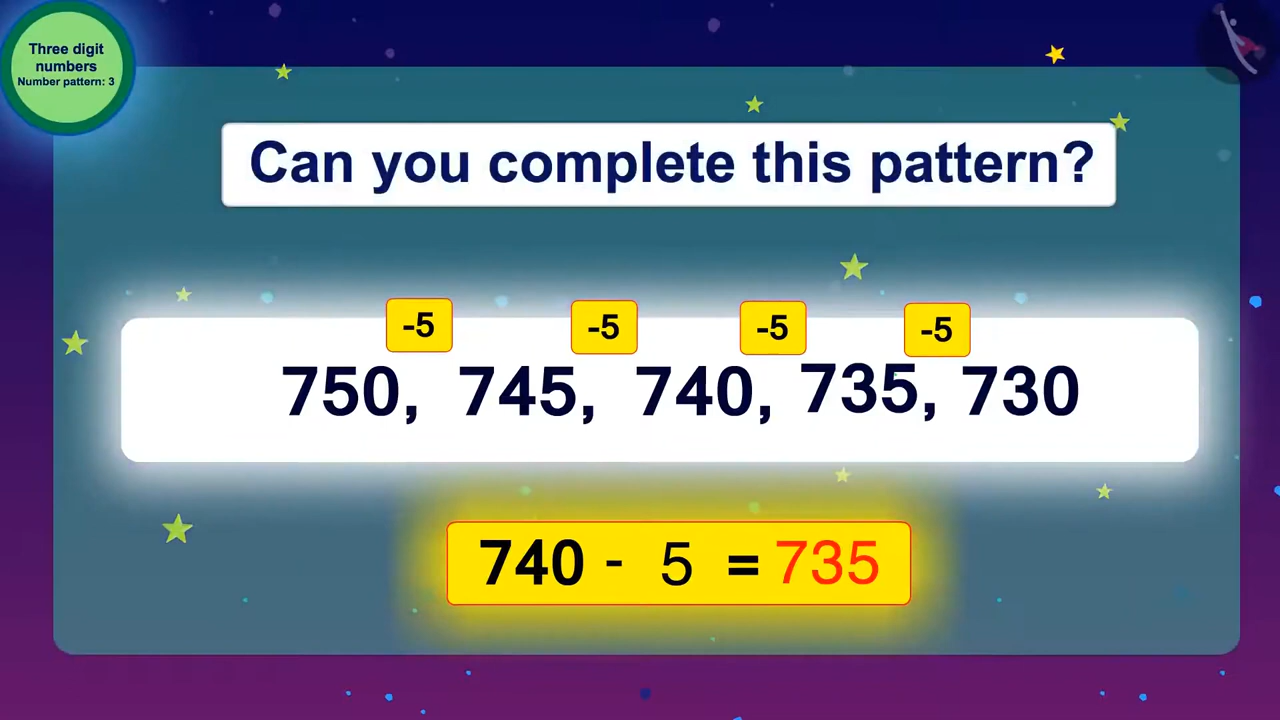 Three digit
numbers
Number pattern: 3
Can you complete this pattern?
-5 -5 -5 -5
750, 745, 740, 735, 730
740 - 5 = 735